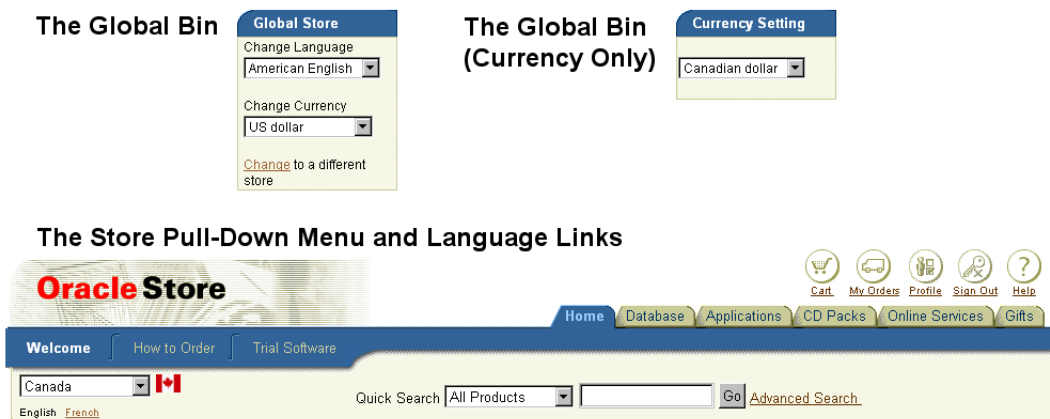 The Global Bin
Global Store
Change Language
American English
Change Currency
US dollar
Change to a different
store
The Global Bin
(Currency Only)
Currency Setting
Canadian dollar
The Store Pull-Down Menu and Language Links
Oracle Store
Cart My Orders Profile Sign Out Help
Home Database Applications CD Packs Online Services Gifts
Welcome How to Order Trial Software
Canada
Quick Search All Products Go Advanced Search
English French